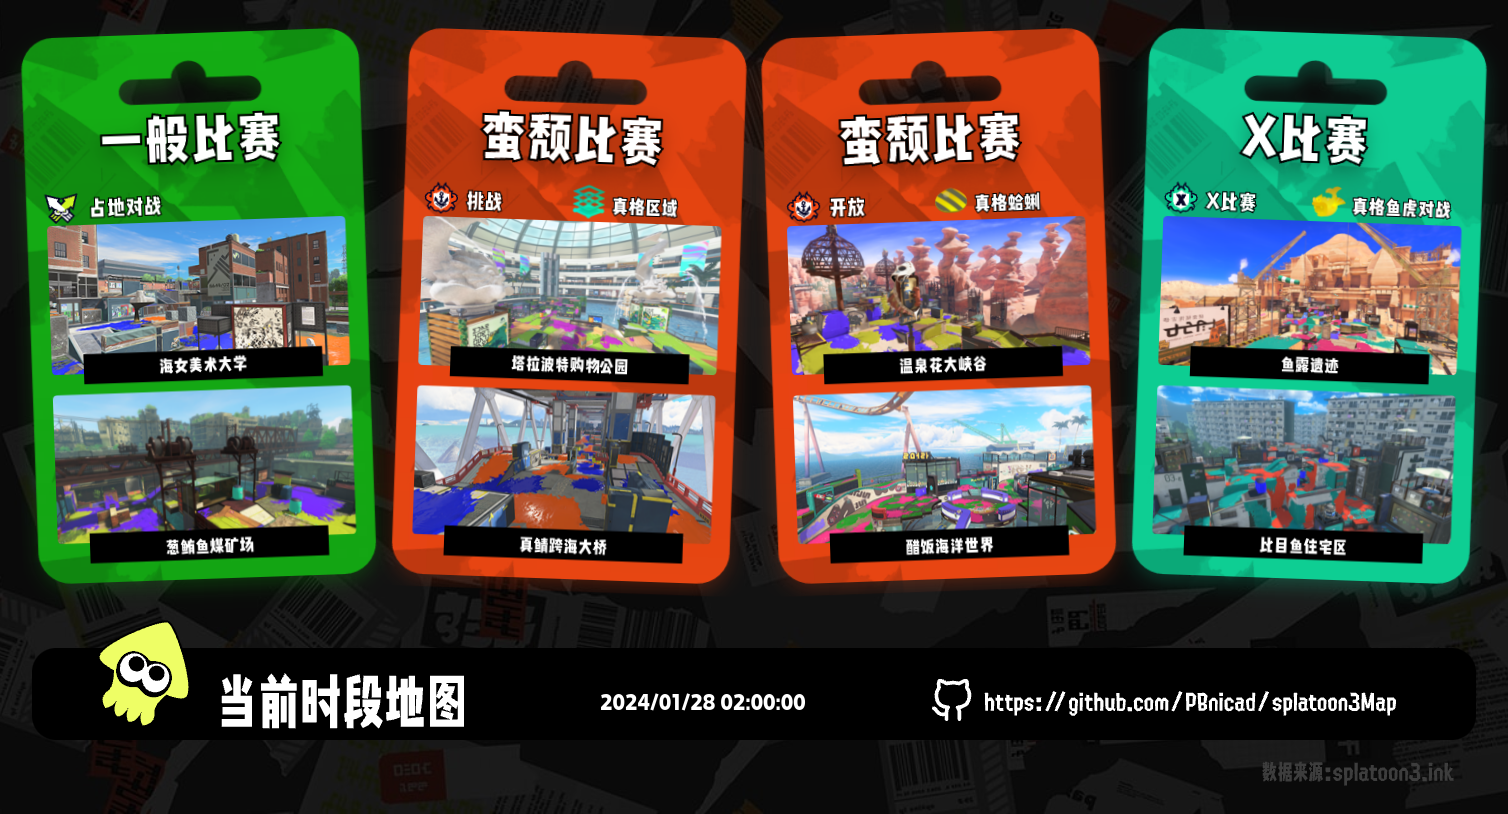 一般比赛
占地对战
海女美术大学
葱鲔鱼煤矿场
蛮颓比赛
挑战
真格区域
塔拉波特购物公园
真鲭跨海大桥
蛮颓比赛
开放
真格蛤蜊
温泉花大峡谷
醋饭海洋世界
X比赛
X比赛
真格鱼虎对战
鱼露遗迹
比目鱼住宅区
当前时段地图
2024/01/28 02:00:00
https://github.com/PBnicad/splatoon3Map
数据来源:splatoon3.ink